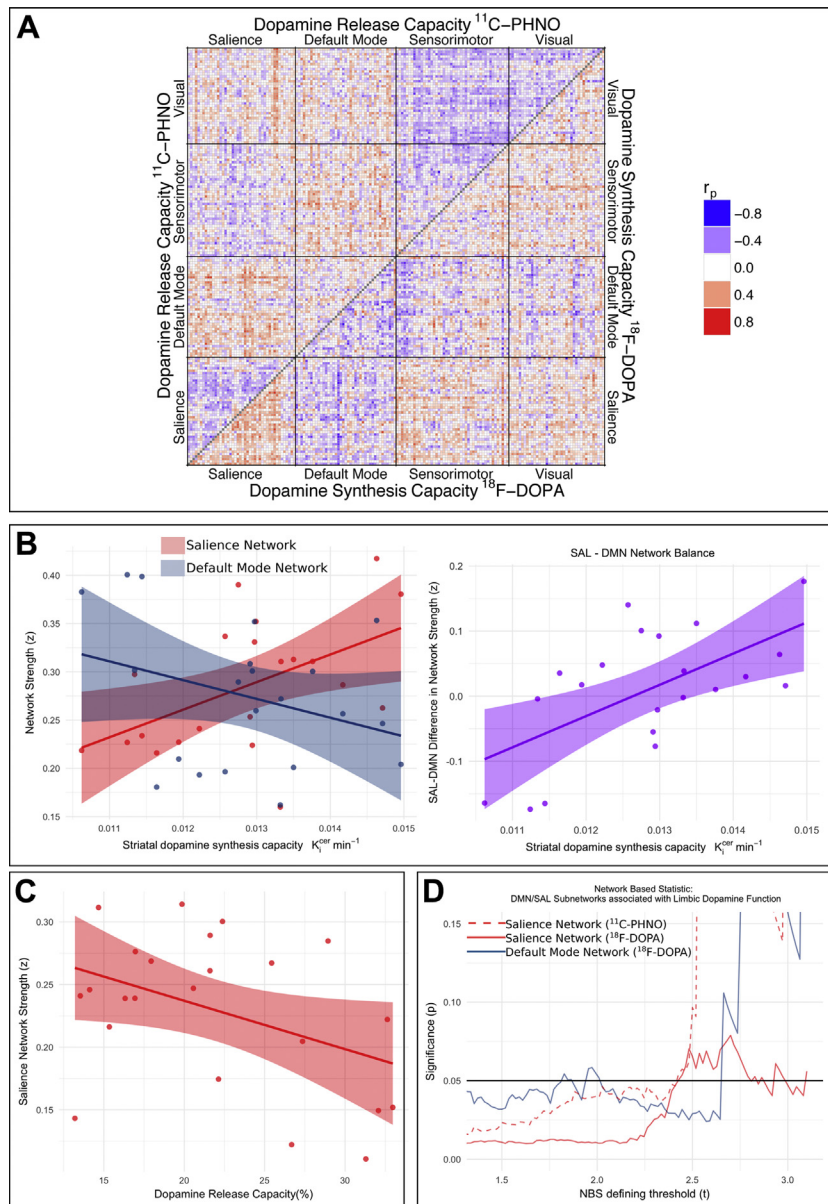 A
Dopamine Release Capacity ¹¹C–PHNO
Salience Default Mode Sensorimotor Visual
Dopamine Release Capacity ¹¹C–PHNO
Visual
Sensorimotor
Default Mode
Salience
Visual
Sensorimotor
Default Mode
Salience
Dopamine Synthesis Capacity ¹⁸F–DOPA
Salience Default Mode Sensorimotor Visual
Dopamine Synthesis Capacity ¹⁸F–DOPA
rp
−0.8
−0.4
0.0
0.4
0.8
B
Salience Network
Default Mode Network
Network Strength (z)
0.40
0.35
0.30
0.25
0.20
0.15
0.011 0.012 0.013 0.014 0.015
Striatal dopamine synthesis capacity Kᵢᶜᵉʳ min⁻¹
SAL - DMN Network Balance
SAL-DMN Difference in Network Strength (z)
0.2
0.1
0.0
-0.1
0.011 0.012 0.013 0.014 0.015
Striatal dopamine synthesis capacity Kᵢᶜᵉʳ min⁻¹
C
Salience Network Strength (z)
0.30
0.25
0.20
0.15
15 20 25 30
Dopamine Release Capacity(%)
D
Network Based Statistic:
DMN/SAL Subnetworks associated with Limbic Dopamine Function
Salience Network (¹¹C-PHNO)
Salience Network (¹⁸F-DOPA)
Default Mode Network (¹⁸F-DOPA)
Significance (p)
0.15
0.10
0.05
0.00
1.5 2.0 2.5 3.0
NBS defining threshold (t)